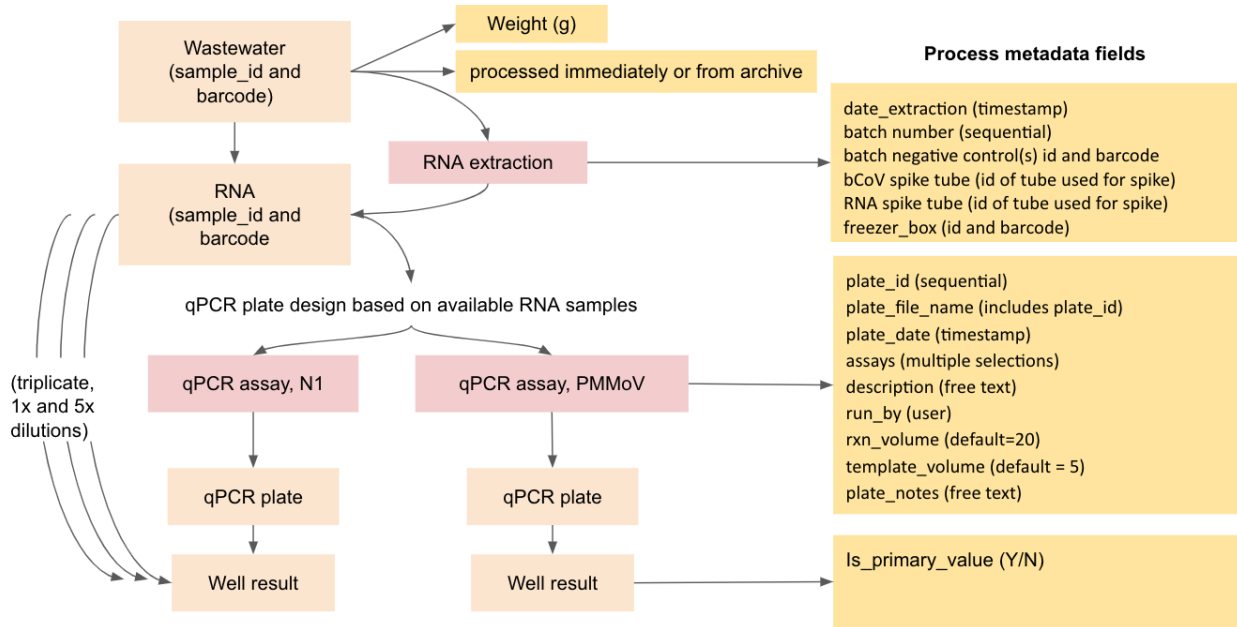 Weight (g)
Wastewater
(sample_id and
barcode)
processed immediately or from archive
Process metadata fields
date_extraction (timestamp)
batch number (sequential)
batch negative control(s) id and barcode
bCoV spike tube (id of tube used for spike)
RNA spike tube (id of tube used for spike)
freezer_box (id and barcode)
RNA extraction
RNA
(sample_id and
barcode
qPCR plate design based on available RNA samples
plate_id (sequential)
plate_file_name (includes plate_id)
plate_date (timestamp)
assays (multiple selections)
description (free text)
run_by (user)
rxn_volume (default=20)
template_volume (default = 5)
plate_notes (free text)
(triplicate,
1x and 5x
dilutions)
qPCR assay, N1
qPCR assay, PMMoV
qPCR plate
qPCR plate
Well result
Well result
Is_primary_value (Y/N)